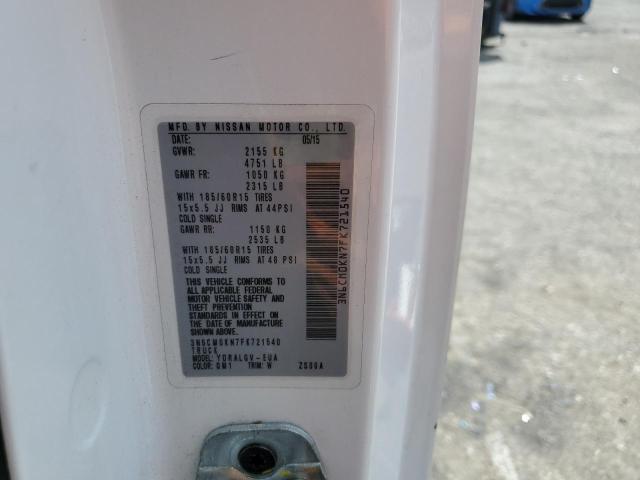 MFD. BY NISSAN MOTOR CO., LTD.
DATE: 05/15
GVWR: 2155 KG
4751 LB
GAWR FR: 1050 KG
2315 LB
WITH 185/60R15 TIRES
15x5.5 JJ RIMS AT 44PSI
COLD SINGLE
GAWR RR: 1150 KG
2535 LB
WITH 185/60R15 TIRES
15x5.5 JJ RIMS AT 48 PSI
COLD SINGLE
THIS VEHICLE CONFORMS TO
ALL APPLICABLE FEDERAL
MOTOR VEHICLE SAFETY AND
THEFT PREVENTION
STANDARDS IN EFFECT ON
THE DATE OF MANUFACTURE
SHOWN ABOVE.
3N6CM0KN7FK721540
TRUCK
MODEL: YDRALGV-EUA
COLOR: QM1 TRIM: W ZS00A
3N6CM0KN7FK721540